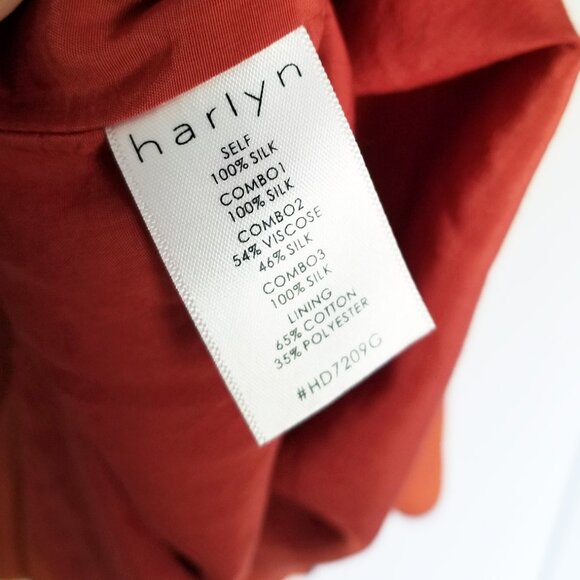 harlyn
SELF
100% SILK
COMBO1
100% SILK
COMBO2
54% VISCOSE
46% SILK
COMBO3
100% SILK
LINING
65% COTTON
35% POLYESTER
#HD7209G